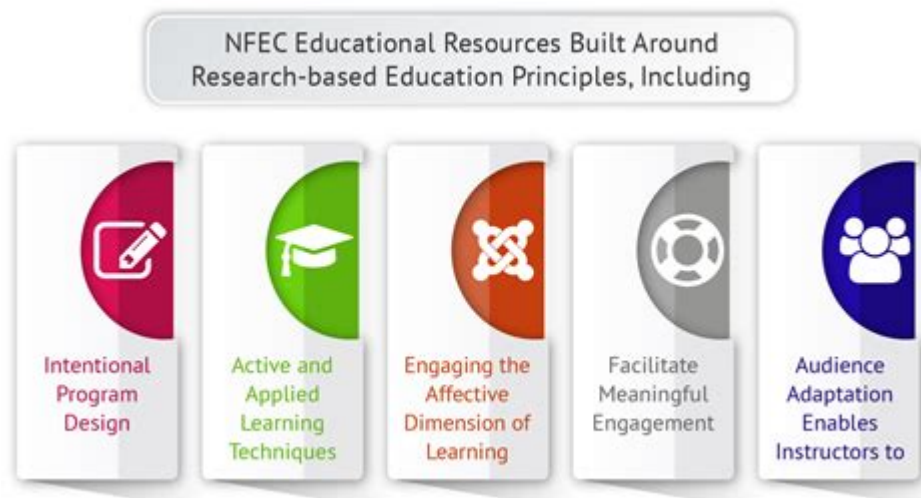 NFEC Educational Resources Built Around
Research-based Education Principles, Including
Intentional
Program
Design
Active and
Applied
Learning
Techniques
Engaging the
Affective
Dimension of
Learning
Facilitate
Meaningful
Engagement
Audience
Adaptation
Enables
Instructors to